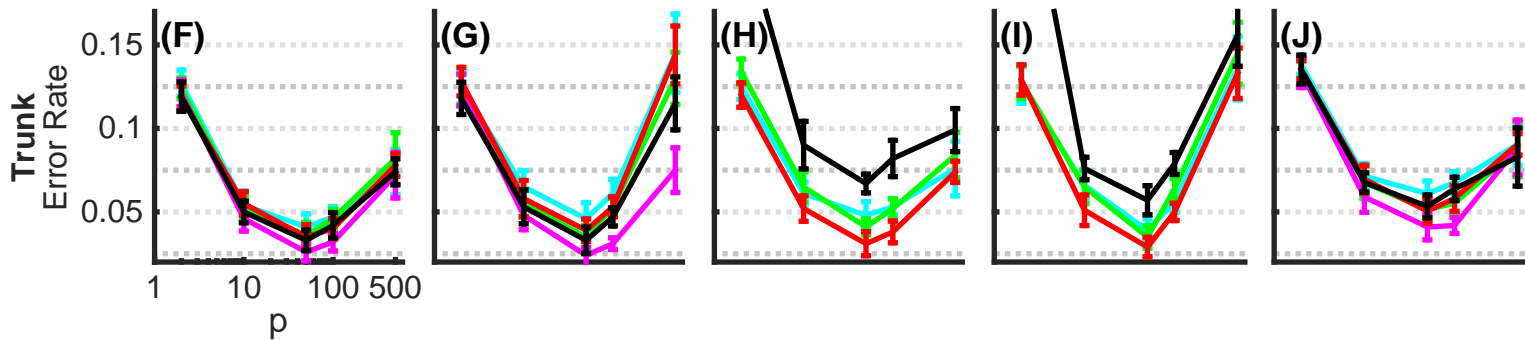 (F) (G) (H) (I) (J)
0.15
0.1
0.05
Trunk
Error Rate
1 10 100 500
p